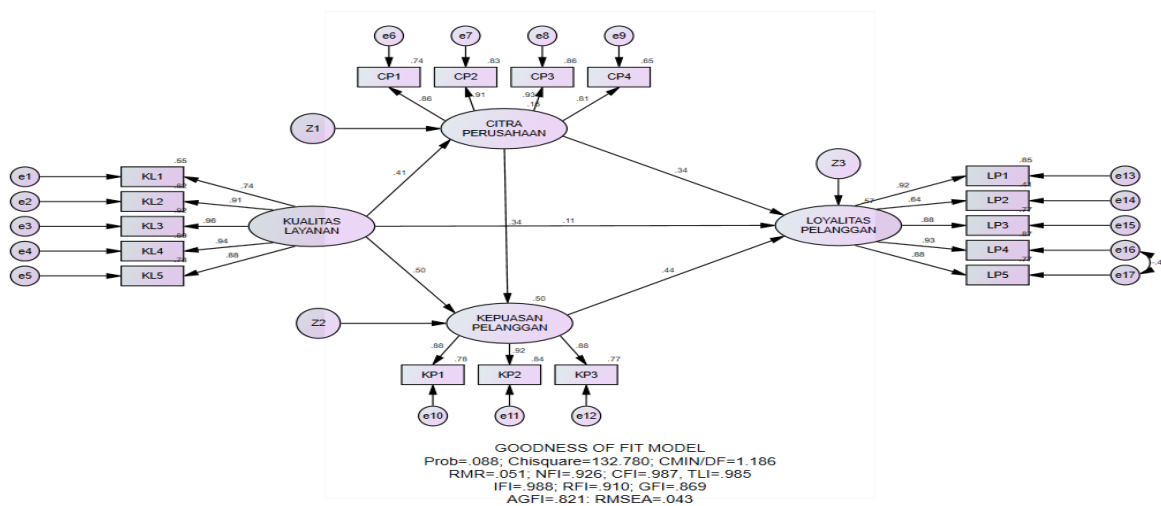 e6 e7 e8 e9
.74 .83 .86 .65
CP1 CP2 CP3 CP4
.86 .91 .93 .81
Z1
CITRA
PERUSAHAAN
Z3
.41 .34
e1 KL1 .55 .74
e2 KL2 .91
e3 KL3 .92 .96
e4 KL4 .94
e5 KL5 .88
KUALITAS
LAYANAN
.34 .11
.57
LOYALITAS
PELANGGAN
.92 LP1 .85 e13
.64 LP2 e14
.88 LP3 .77 e15
.93 LP4 e16
.88 LP5 .77 e17
.50 .44
Z2
.50
KEPUASAN
PELANGGAN
.88 .92 .88
.78 .84 .77
KP1 KP2 KP3
e10 e11 e12
GOODNESS OF FIT MODEL
Prob=.088; Chisquare=132.780; CMIN/DF=1.186
RMR=.051; NFI=.926; CFI=.987, TLI=.985
IFI=.988; RFI=.910; GFI=.869
AGFI=.821; RMSEA=.043